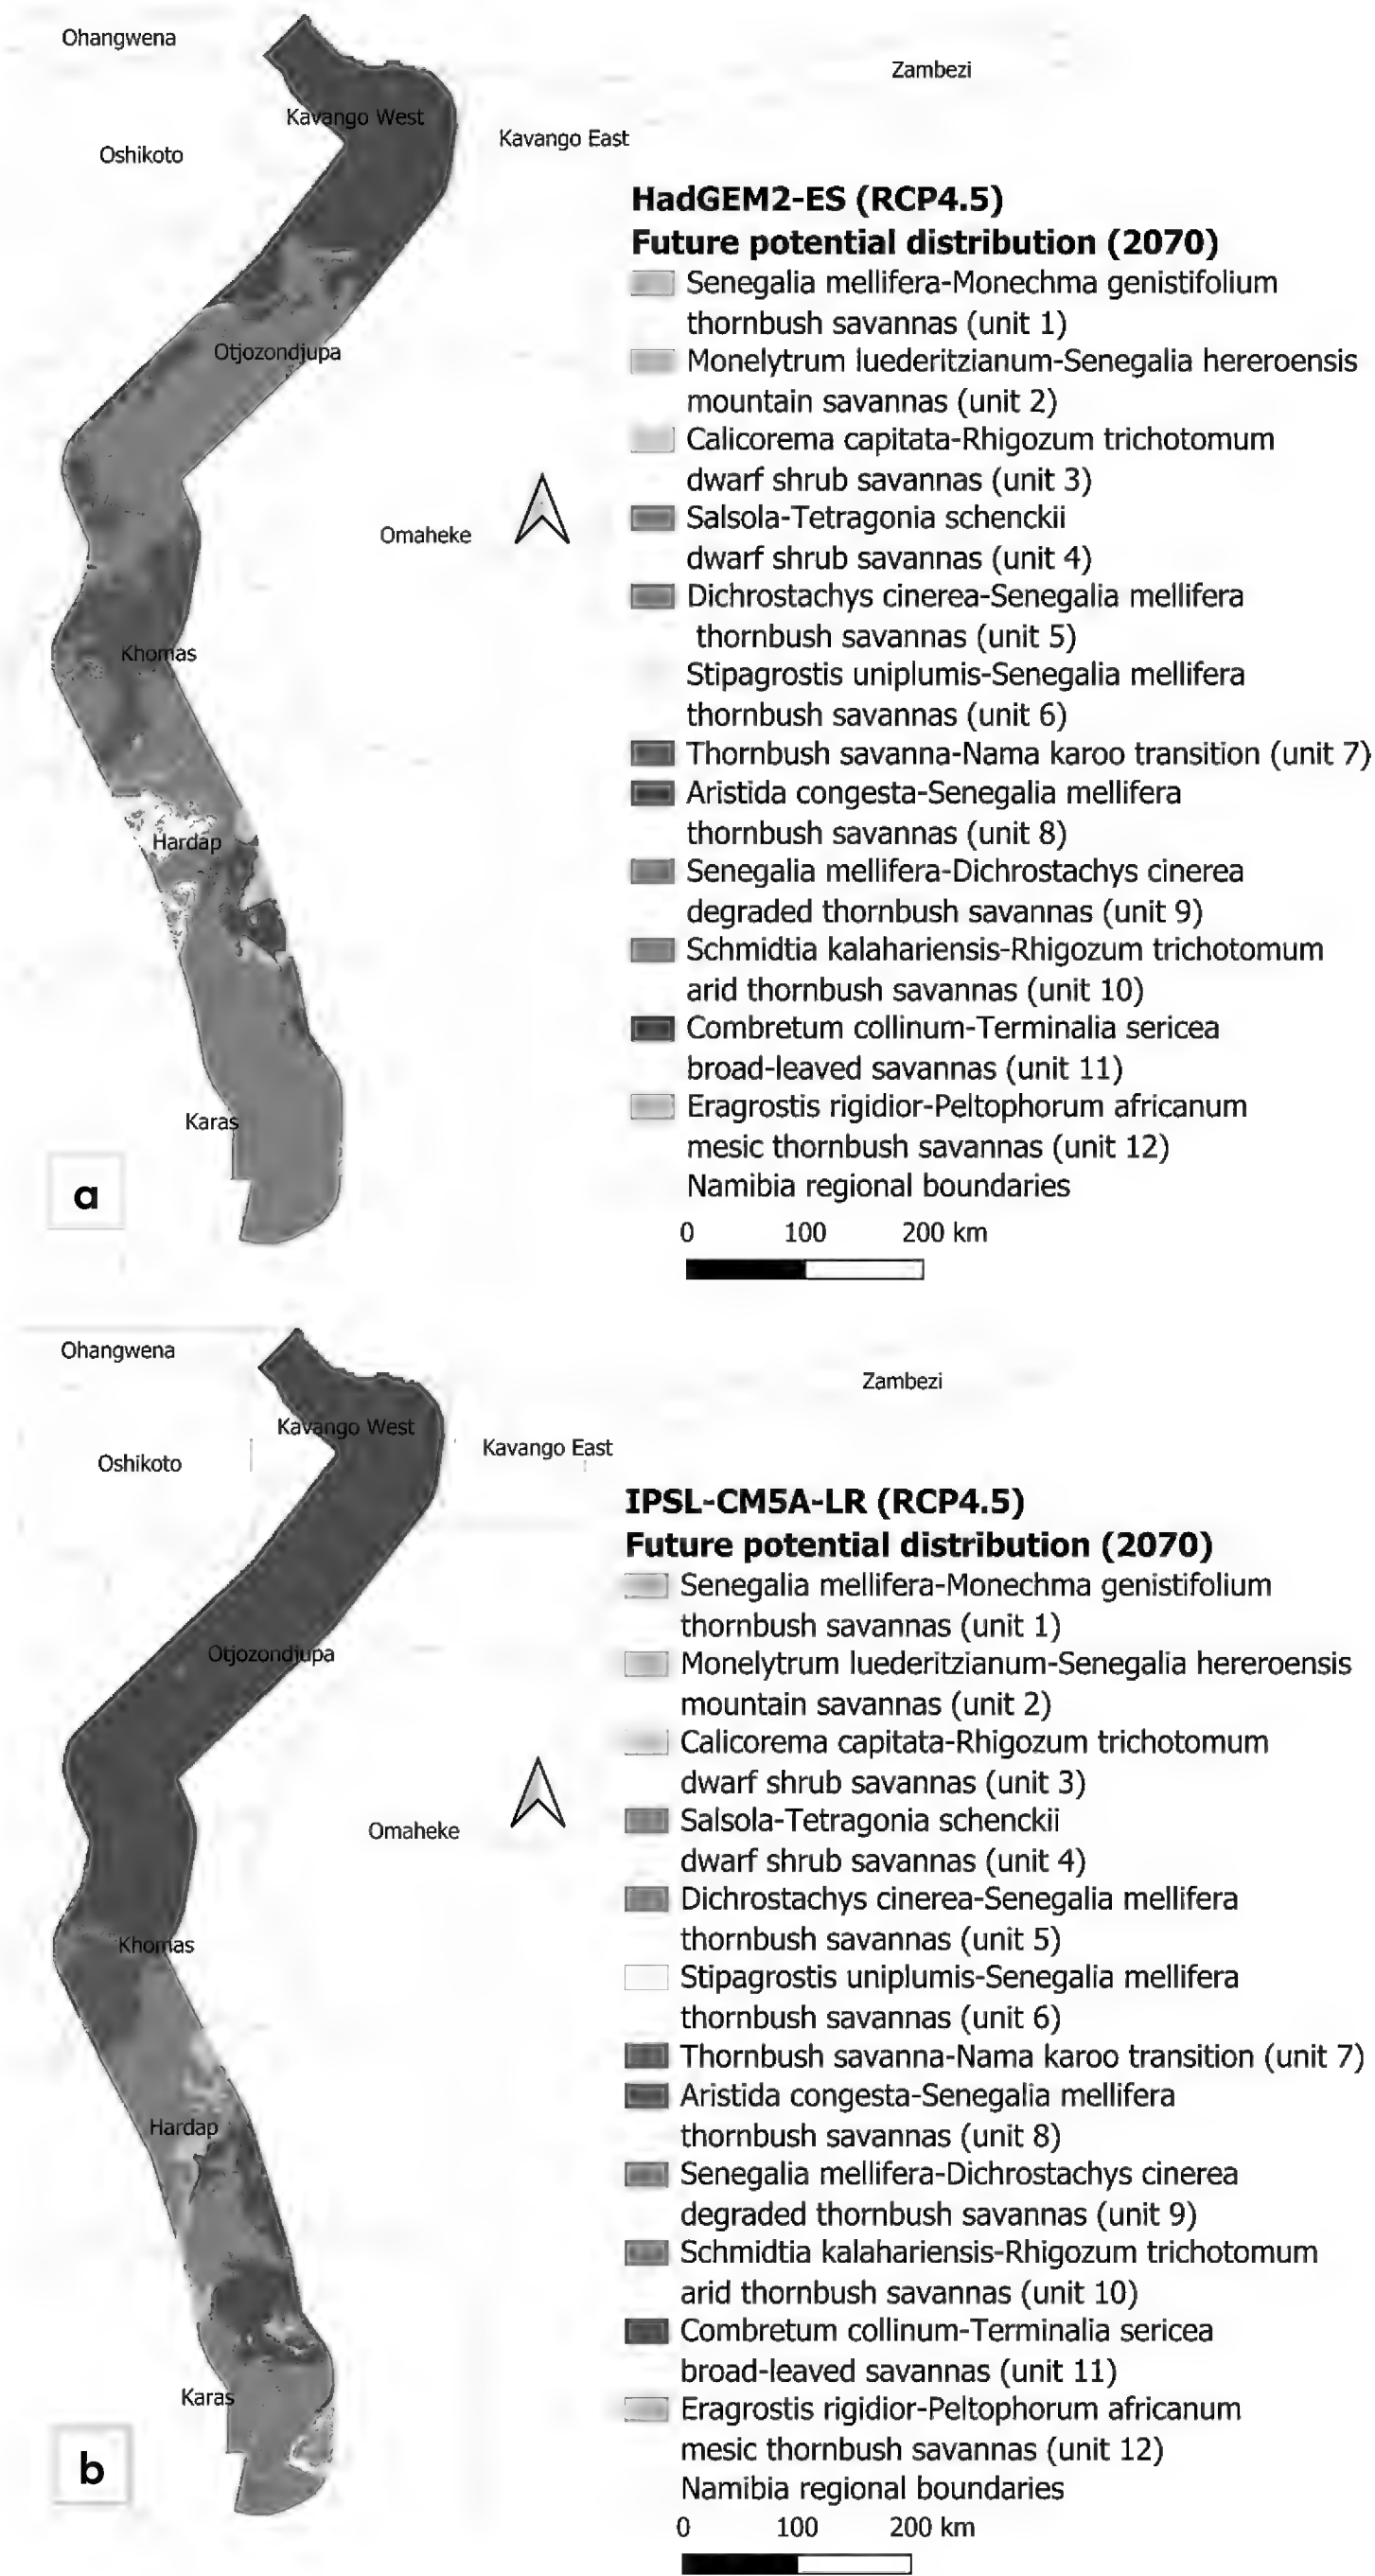 Ohangwena
Zambezi
Kavango West
Kavango East
Oshikoto
HadGEM2-ES (RCP4.5)
Future potential distribution (2070)
Senegalia mellifera-Monechma genistifolium
thornbush savannas (unit 1)
Otjozondjupa
Monelytrum luederitzianum-Senegalia hereroensis
mountain savannas (unit 2)
Calicorema capitata-Rhigozum trichotomum
dwarf shrub savannas (unit 3)
Salsola-Tetragonia schenckii
Omaheke
dwarf shrub savannas (unit 4)
Dichrostachys cinerea-Senegalia mellifera
thornbush savannas (unit 5)
Khomas
Stipagrostis uniplumis-Senegalia mellifera
thornbush savannas (unit 6)
Thornbush savanna-Nama karoo transition (unit 7)
Aristida congesta-Senegalia mellifera
thornbush savannas (unit 8)
Hardap
Senegalia mellifera-Dichrostachys cinerea
degraded thornbush savannas (unit 9)
Schmidtia kalahariensis-Rhigozum trichotomum
arid thornbush savannas (unit 10)
Combretum collinum-Terminalia sericea
broad-leaved savannas (unit 11)
Eragrostis rigidior-Peltophorum africanum
Karas
mesic thornbush savannas (unit 12)
Namibia regional boundaries
a
0 100 200 km
Ohangwena
Zambezi
Kavango West
Kavango East
Oshikoto
IPSL-CM5A-LR (RCP4.5)
Future potential distribution (2070)
Senegalia mellifera-Monechma genistifolium
thornbush savannas (unit 1)
Otjozondjupa
Monelytrum luederitzianum-Senegalia hereroensis
mountain savannas (unit 2)
Calicorema capitata-Rhigozum trichotomum
dwarf shrub savannas (unit 3)
Salsola-Tetragonia schenckii
Omaheke
dwarf shrub savannas (unit 4)
Dichrostachys cinerea-Senegalia mellifera
thornbush savannas (unit 5)
Khomas
Stipagrostis uniplumis-Senegalia mellifera
thornbush savannas (unit 6)
Thornbush savanna-Nama karoo transition (unit 7)
Aristida congesta-Senegalia mellifera
Hardap
thornbush savannas (unit 8)
Senegalia mellifera-Dichrostachys cinerea
degraded thornbush savannas (unit 9)
Schmidtia kalahariensis-Rhigozum trichotomum
arid thornbush savannas (unit 10)
Combretum collinum-Terminalia sericea
broad-leaved savannas (unit 11)
Karas
Eragrostis rigidior-Peltophorum africanum
mesic thornbush savannas (unit 12)
b
Namibia regional boundaries
0 100 200 km